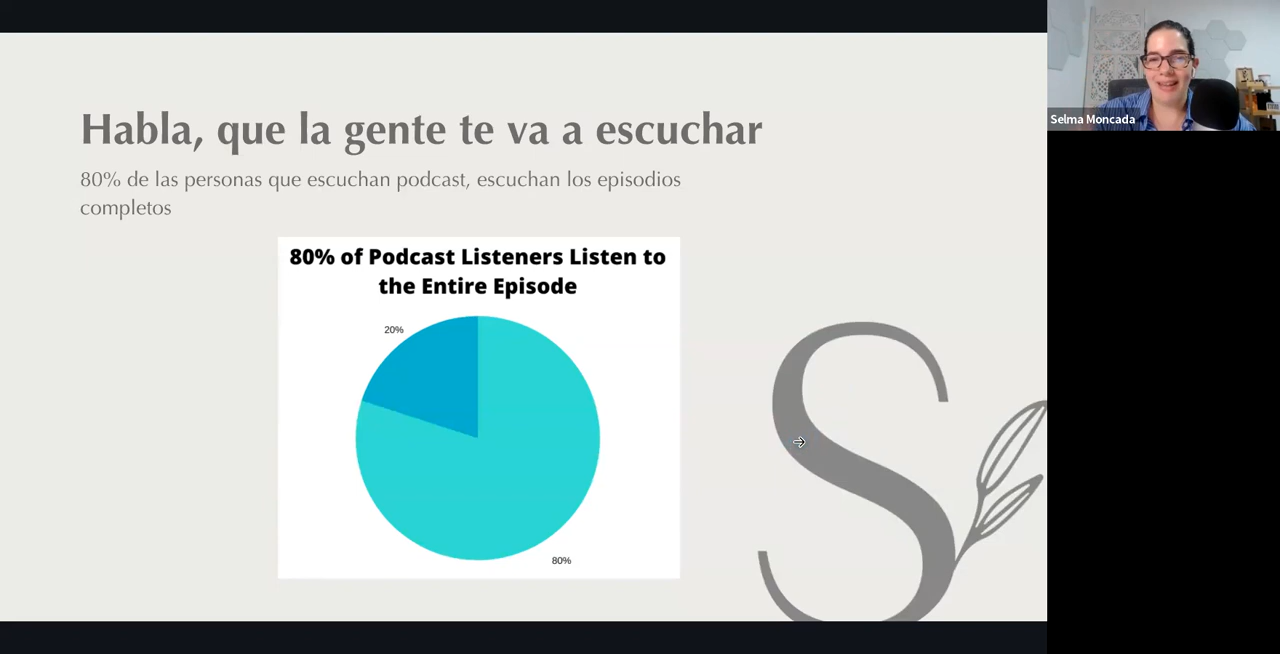 Habla, que la gente te va a escuchar
80% de las personas que escuchan podcast, escuchan los episodios
completos
80% of Podcast Listeners Listen to
the Entire Episode
20%
80%
S
Selma Moncada